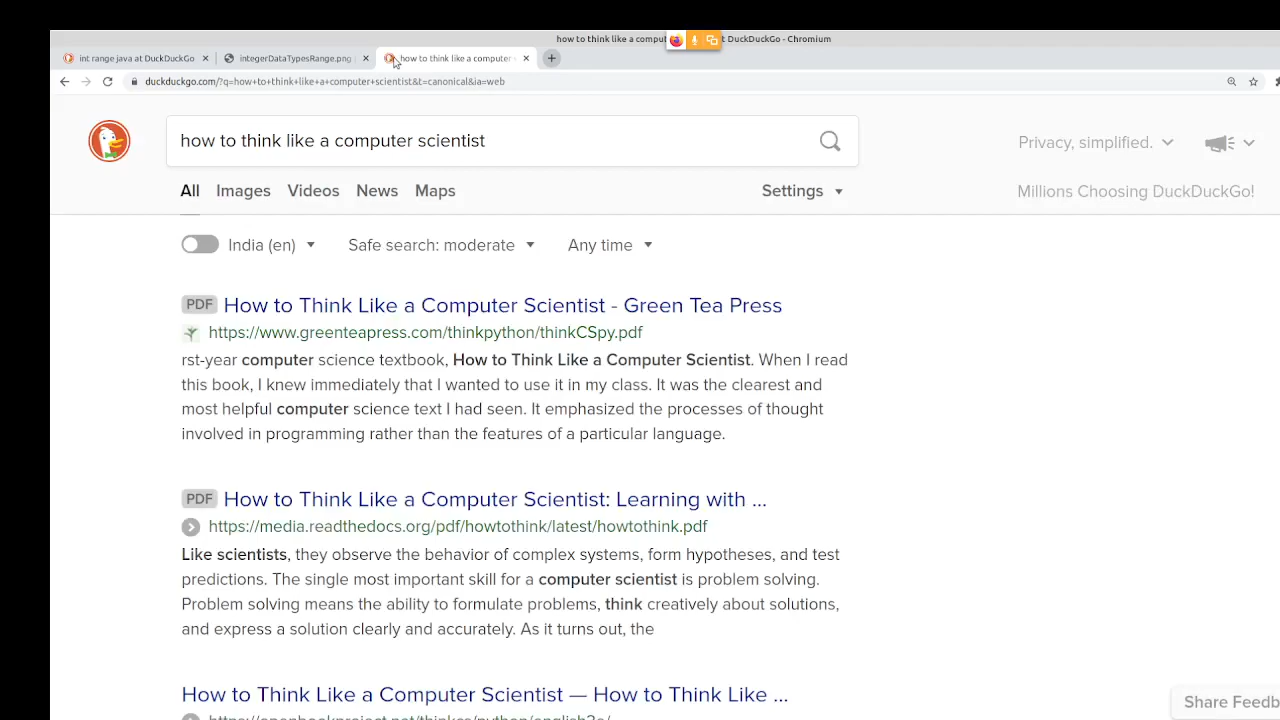 how to think like a comput t DuckDuckGo - Chromium
int range java at DuckDuckGo
integerDataTypesRange.png
how to think like a computer
duckduckgo.com/?q=how+to+think+like+a+computer+scientist&t=canonical&ia=web
how to think like a computer scientist
Privacy, simplified.
All Images Videos News Maps
Settings
Millions Choosing DuckDuckGo!
India (en)
Safe search: moderate
Any time
PDF How to Think Like a Computer Scientist - Green Tea Press
https://www.greenteapress.com/thinkpython/thinkCSpy.pdf
rst-year computer science textbook, How to Think Like a Computer Scientist. When I read
this book, I knew immediately that I wanted to use it in my class. It was the clearest and
most helpful computer science text I had seen. It emphasized the processes of thought
involved in programming rather than the features of a particular language.
PDF How to Think Like a Computer Scientist: Learning with ...
https://media.readthedocs.org/pdf/howtothink/latest/howtothink.pdf
Like scientists, they observe the behavior of complex systems, form hypotheses, and test
predictions. The single most important skill for a computer scientist is problem solving.
Problem solving means the ability to formulate problems, think creatively about solutions,
and express a solution clearly and accurately. As it turns out, the
How to Think Like a Computer Scientist — How to Think Like ...
https://openbookproject.net/thinkcs/python/english3e/
Share Feedb